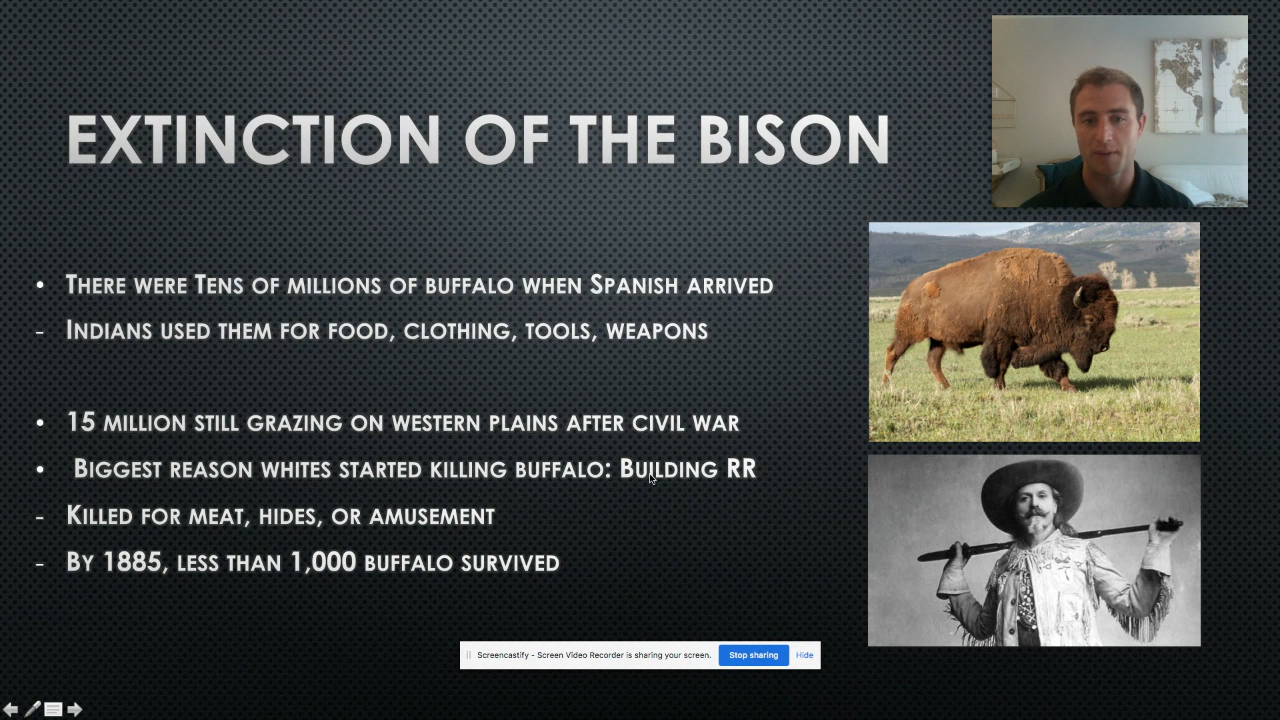 EXTINCTION OF THE BISON
• THERE WERE TENS OF MILLIONS OF BUFFALO WHEN SPANISH ARRIVED
- INDIANS USED THEM FOR FOOD, CLOTHING, TOOLS, WEAPONS
• 15 MILLION STILL GRAZING ON WESTERN PLAINS AFTER CIVIL WAR
• BIGGEST REASON WHITES STARTED KILLING BUFFALO: BUILDING RR
- KILLED FOR MEAT, HIDES, OR AMUSEMENT
- BY 1885, LESS THAN 1,000 BUFFALO SURVIVED
Screencastify - Screen Video Recorder is sharing your screen. Stop sharing Hide